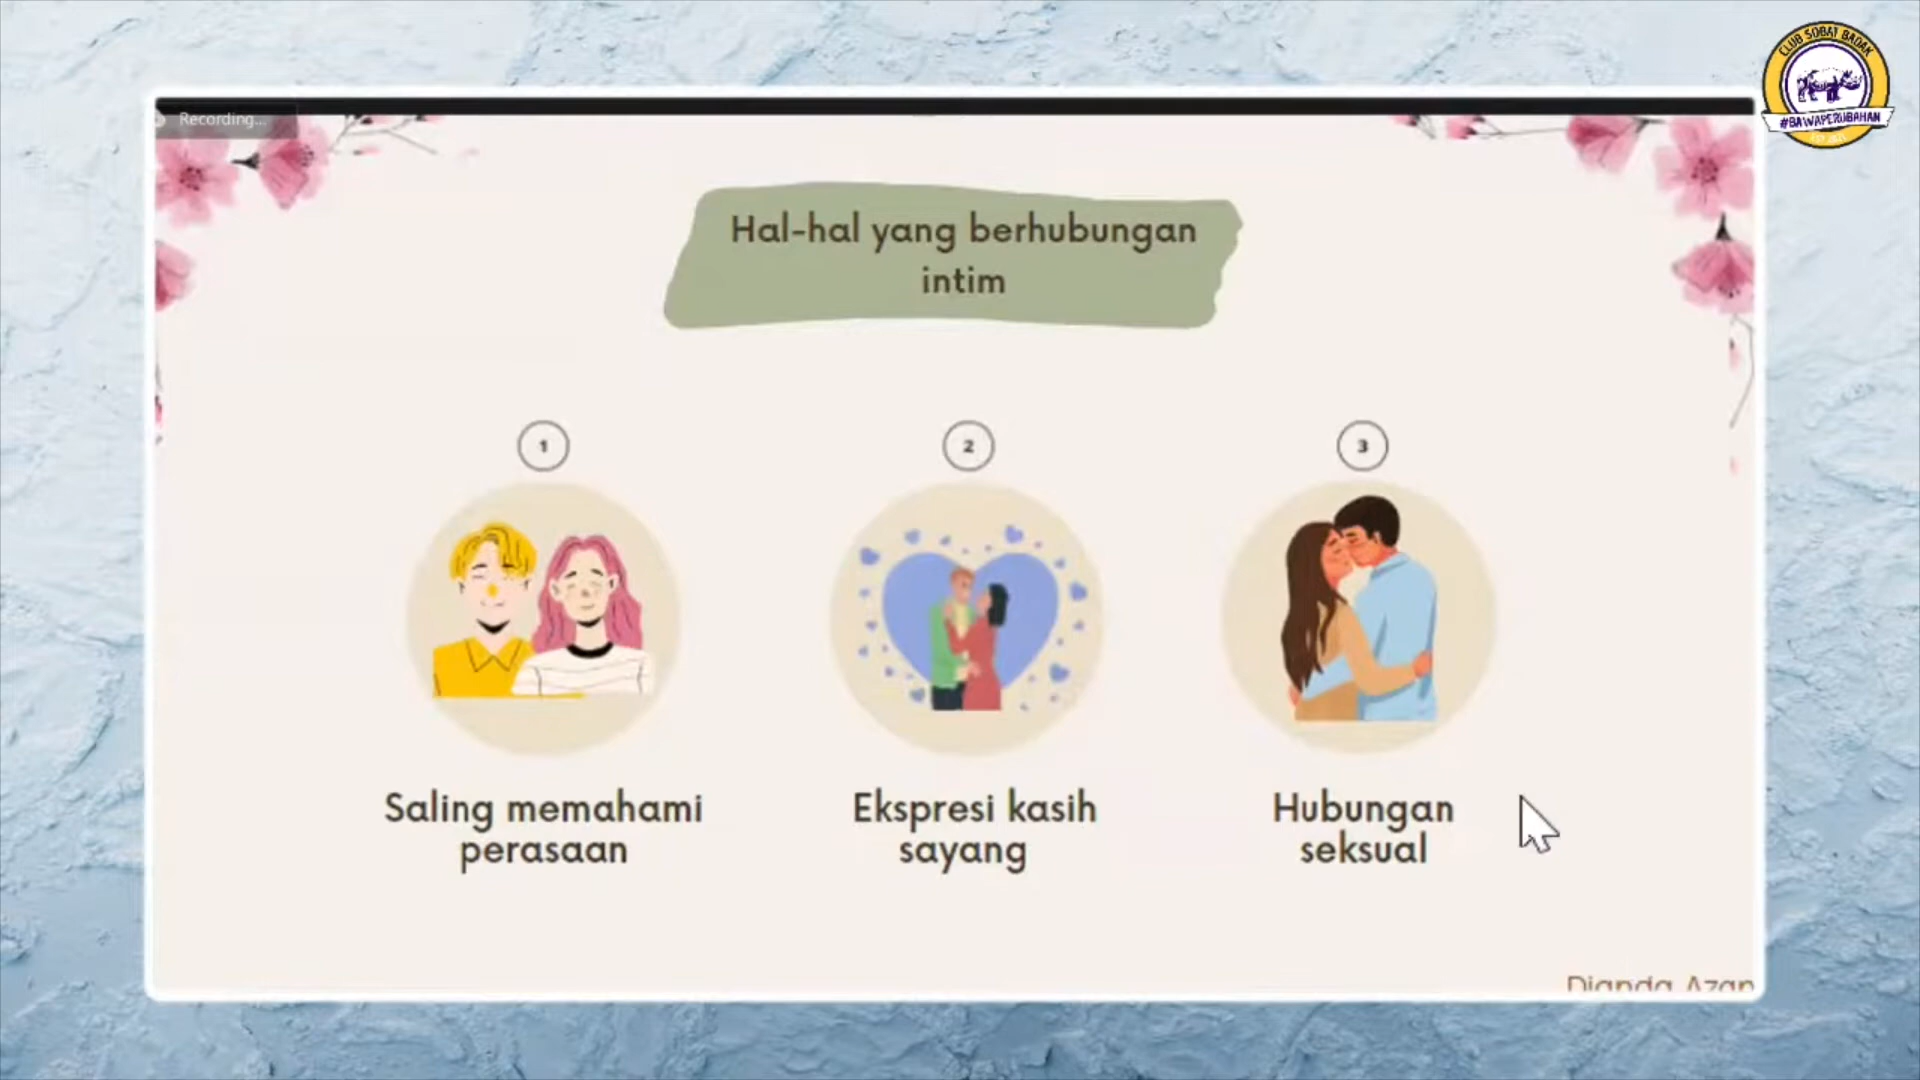 CLUB SOBAT BADAK
#BAWAPERUBAHAN
Recording...
Hal-hal yang berhubungan
intim
1
2
3
Saling memahami
perasaan
Ekspresi kasih
sayang
Hubungan
seksual
Dianda Azan